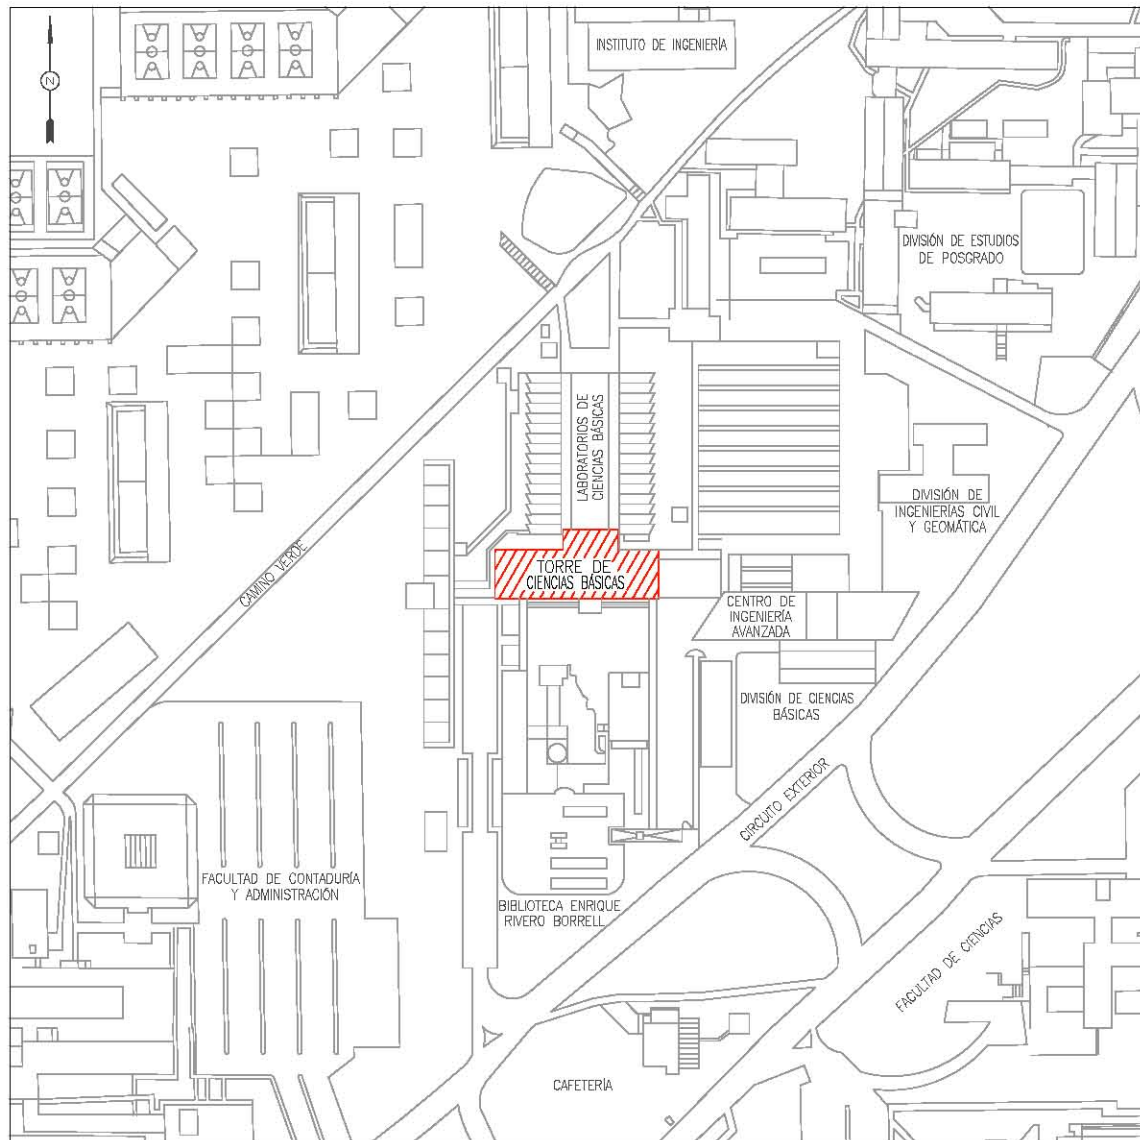 INSTITUTO DE INGENIERÍA
N
DIVISIÓN DE ESTUDIOS
DE POSGRADO
LABORATORIOS DE
CIENCIAS BÁSICAS
DIVISIÓN DE
INGENIERÍAS CIVIL
Y GEOMÁTICA
CAMINO VERDE
TORRE DE
CIENCIAS BÁSICAS
CENTRO DE
INGENIERÍA
AVANZADA
DIVISIÓN DE CIENCIAS
BÁSICAS
CIRCUITO EXTERIOR
FACULTAD DE CONTADURÍA
Y ADMINISTRACIÓN
BIBLIOTECA ENRIQUE
RIVERO BORRELL
FACULTAD DE CIENCIAS
CAFETERÍA